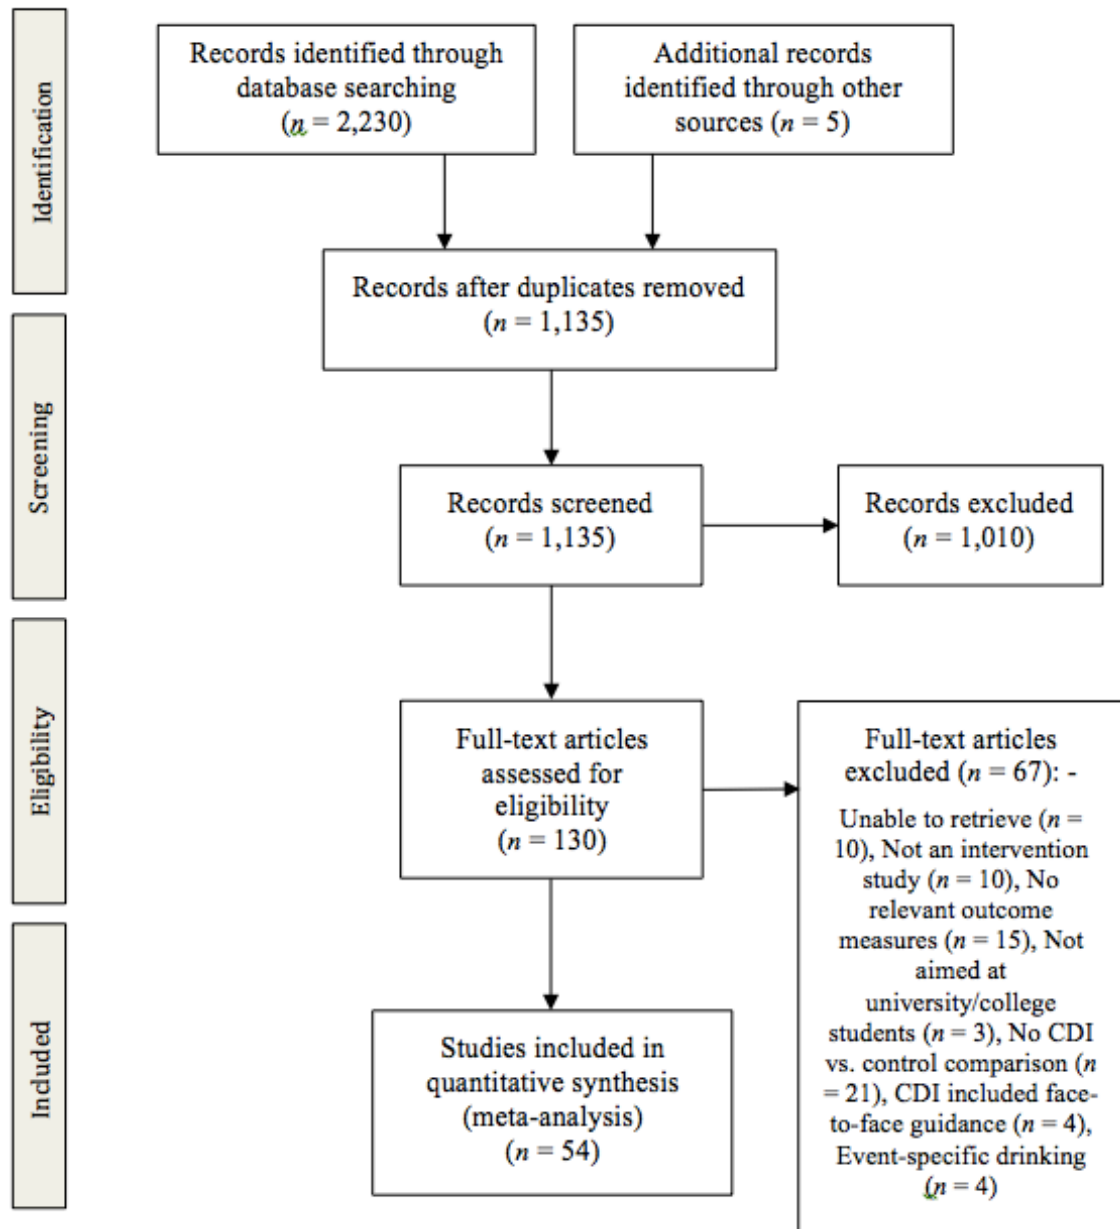 Identification
Records identified through
database searching
(n = 2,230)
Additional records
identified through other
sources (n = 5)
Records after duplicates removed
(n = 1,135)
Screening
Records screened
(n = 1,135)
Records excluded
(n = 1,010)
Eligibility
Full-text articles
assessed for
eligibility
(n = 130)
Full-text articles
excluded (n = 67): -
Unable to retrieve (n =
10), Not an intervention
study (n = 10), No
relevant outcome
measures (n = 15), Not
aimed at
university/college
students (n = 3), No CDI
vs. control comparison (n
= 21), CDI included face-
to-face guidance (n = 4),
Event-specific drinking
(n = 4)
Included
Studies included in
quantitative synthesis
(meta-analysis)
(n = 54)